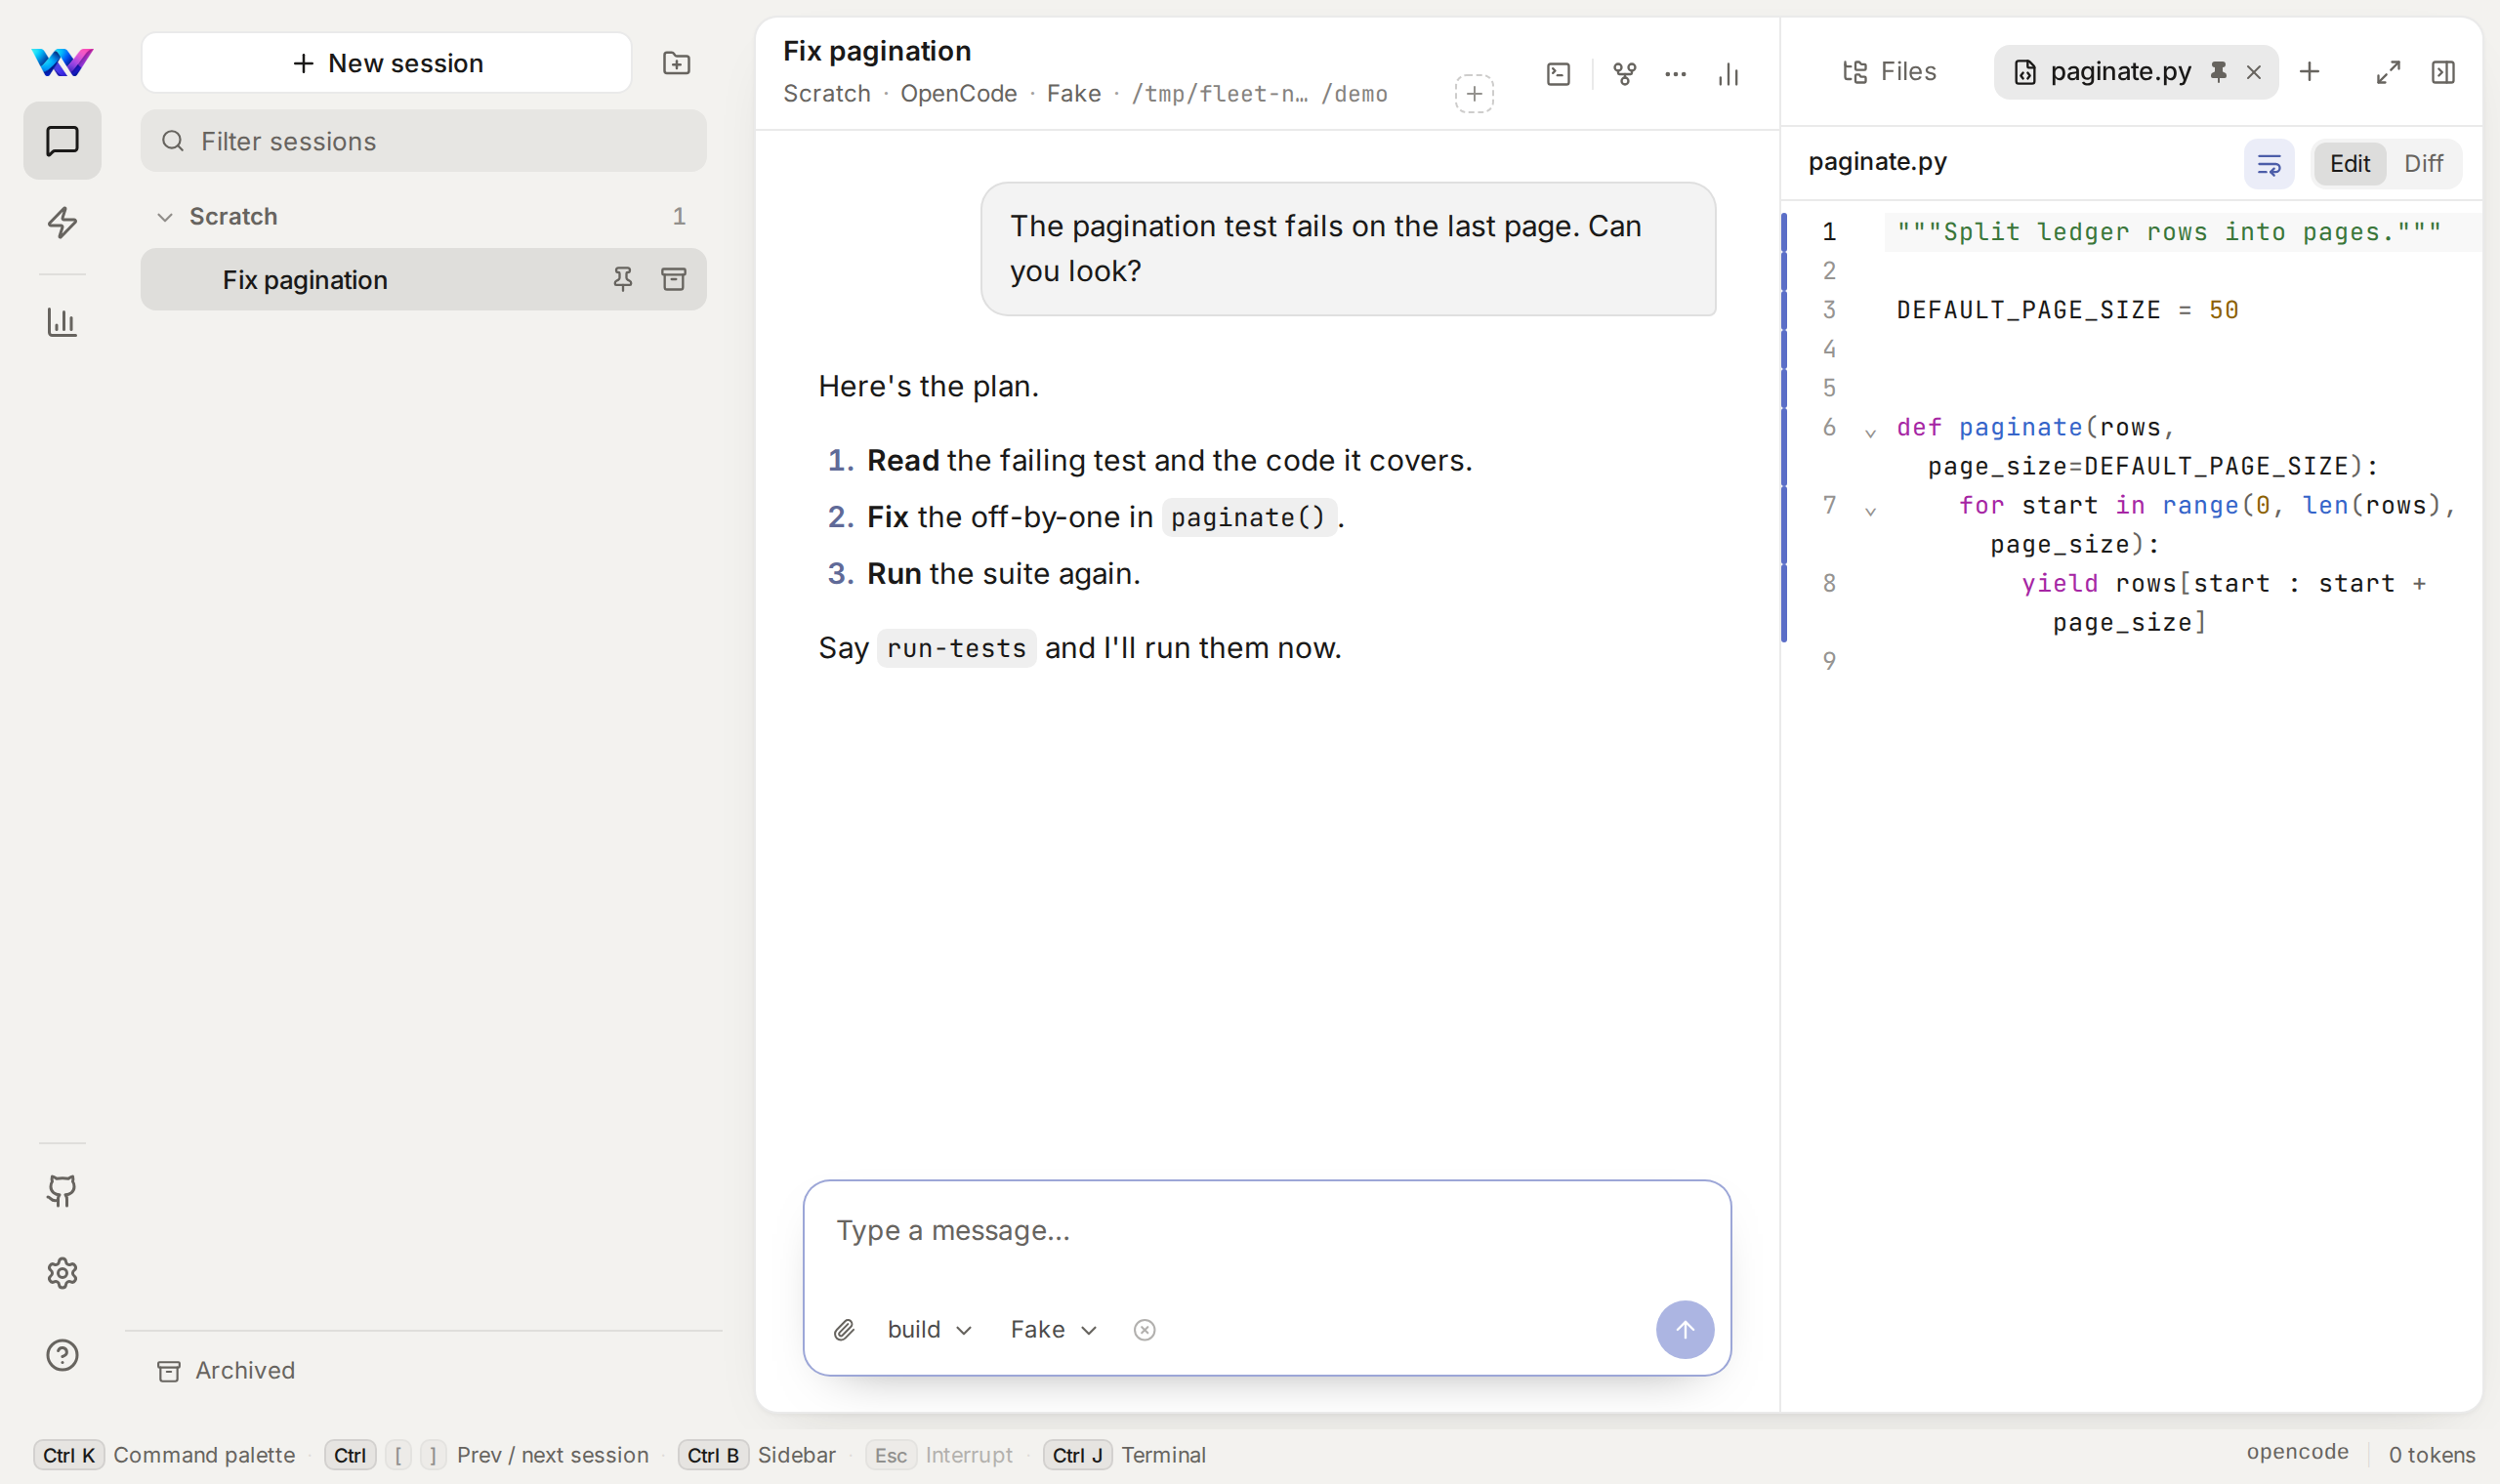 New session
Filter sessions
Scratch 1
Fix pagination
Archived
Fix pagination
Scratch · OpenCode · Fake · /tmp/fleet-n… /demo
The pagination test fails on the last page. Can
you look?
Here's the plan.
1. Read the failing test and the code it covers.
2. Fix the off-by-one in paginate().
3. Run the suite again.
Say run-tests and I'll run them now.
Type a message...
build Fake
Files paginate.py
paginate.py Edit Diff
1 """Split ledger rows into pages."""
2
3 DEFAULT_PAGE_SIZE = 50
4
5
6 def paginate(rows,
page_size=DEFAULT_PAGE_SIZE):
7 for start in range(0, len(rows),
page_size):
8 yield rows[start : start +
page_size]
9
Ctrl K Command palette · Ctrl [ ] Prev / next session · Ctrl B Sidebar · Esc Interrupt · Ctrl J Terminal
opencode 0 tokens